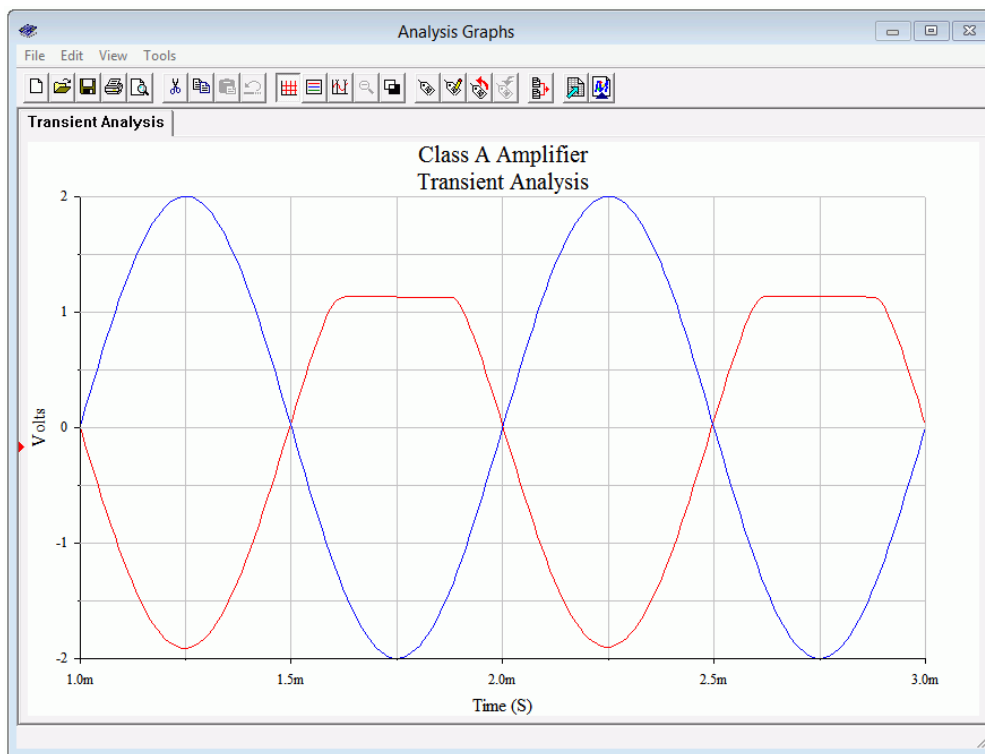 Analysis Graphs
File Edit View Tools
Transient Analysis
Class A Amplifier
Transient Analysis
2
1
0
-1
-2
Volts
1.0m 1.5m 2.0m 2.5m 3.0m
Time (S)